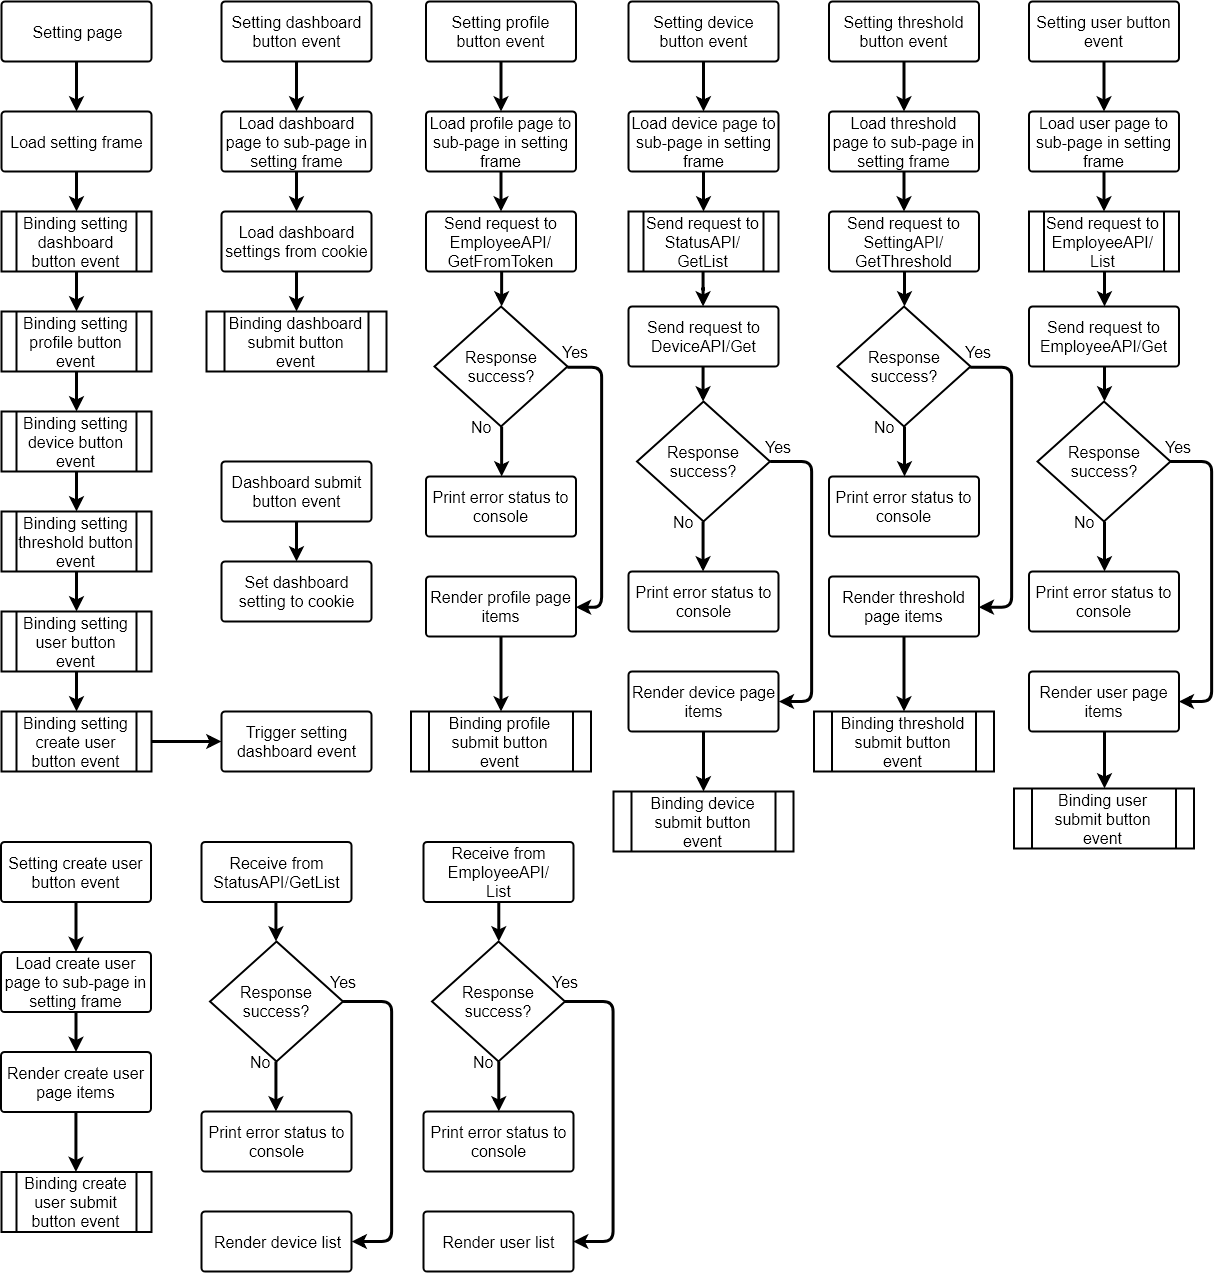 Setting page
Load setting frame
Binding setting
dashboard
button event
Binding setting
profile button
event
Binding setting
device button
event
Binding setting
threshold button
event
Binding setting
user button
event
Binding setting
create user
button event
Trigger setting
dashboard event
Setting dashboard
button event
Load dashboard
page to sub-page in
setting frame
Load dashboard
settings from cookie
Binding dashboard
submit button
event
Dashboard submit
button event
Set dashboard
setting to cookie
Setting profile
button event
Load profile page to
sub-page in setting
frame
Send request to
EmployeeAPI/
GetFromToken
Response
success?
Yes
No
Print error status to
console
Render profile page
items
Binding profile
submit button
event
Setting device
button event
Load device page to
sub-page in setting
frame
Send request to
StatusAPI/
GetList
Send request to
DeviceAPI/Get
Response
success?
Yes
No
Print error status to
console
Render device page
items
Binding device
submit button
event
Setting threshold
button event
Load threshold
page to sub-page in
setting frame
Send request to
SettingAPI/
GetThreshold
Response
success?
Yes
No
Print error status to
console
Render threshold
page items
Binding threshold
submit button
event
Setting user button
event
Load user page to
sub-page in setting
frame
Send request to
EmployeeAPI/
List
Send request to
EmployeeAPI/Get
Response
success?
Yes
No
Print error status to
console
Render user page
items
Binding user
submit button
event
Setting create user
button event
Load create user
page to sub-page in
setting frame
Render create user
page items
Binding create
user submit
button event
Receive from
StatusAPI/GetList
Response
success?
Yes
No
Print error status to
console
Render device list
Receive from
EmployeeAPI/
List
Response
success?
Yes
No
Print error status to
console
Render user list